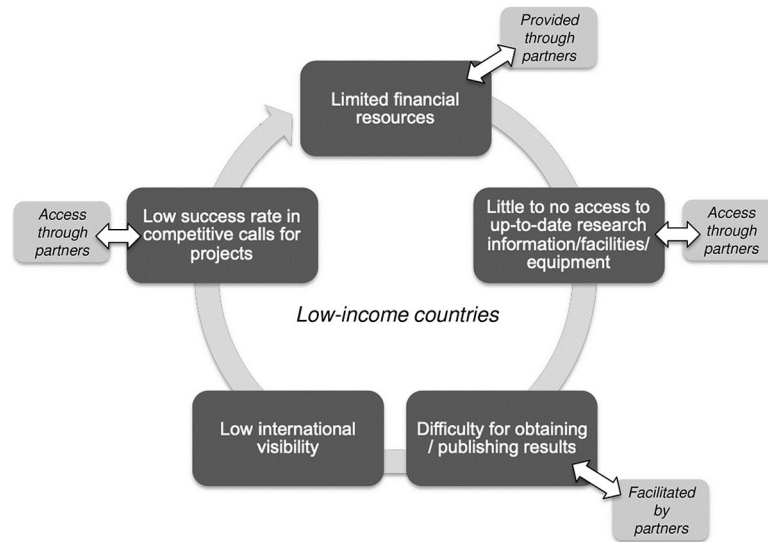 Provided
through
partners
Limited financial
resources
Access
through
partners
Low success rate in
competitive calls for
projects
Little to no access to
up-to-date research
information/facilities/
equipment
Access
through
partners
Low-income countries
Low international
visibility
Difficulty for obtaining
/ publishing results
Facilitated
by
partners